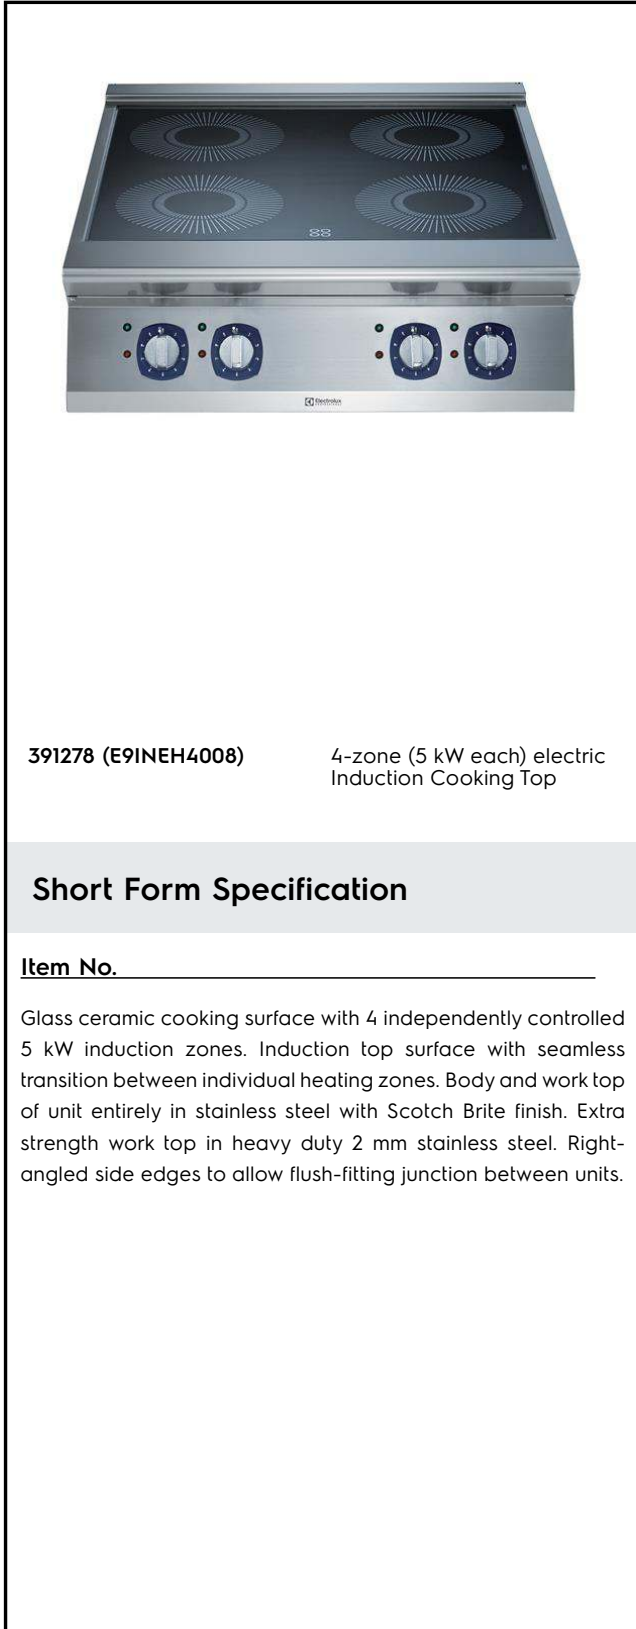 Electrolux
391278 (E9INEH4008)
4-zone (5 kW each) electric
Induction Cooking Top
Short Form Specification
Item No.
Glass ceramic cooking surface with 4 independently controlled
5 kW induction zones. Induction top surface with seamless
transition between individual heating zones. Body and work top
of unit entirely in stainless steel with Scotch Brite finish. Extra
strength work top in heavy duty 2 mm stainless steel. Right-
angled side edges to allow flush-fitting junction between units.